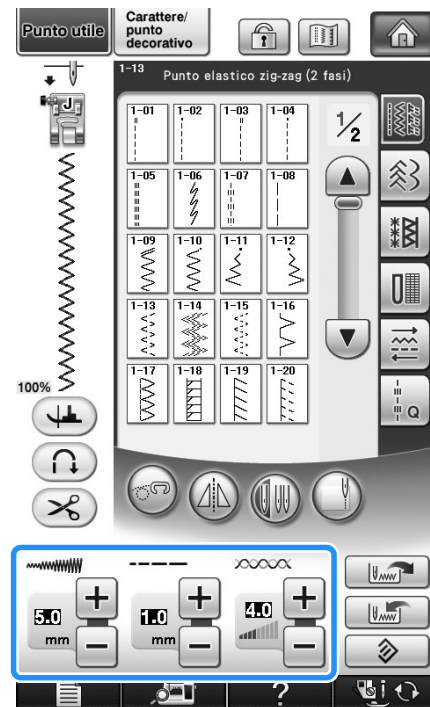 Punto utile
Carattere/
punto
decorativo
1-13 Punto elastico zig-zag (2 fasi)
J
1-01 1-02 1-03 1-04
1/2
1-05 1-06 1-07 1-08
1-09 1-10 1-11 1-12
1-13 1-14 1-15 1-16
1-17 1-18 1-19 1-20
100%
Q
5.0 1.0 4.0
mm mm
?